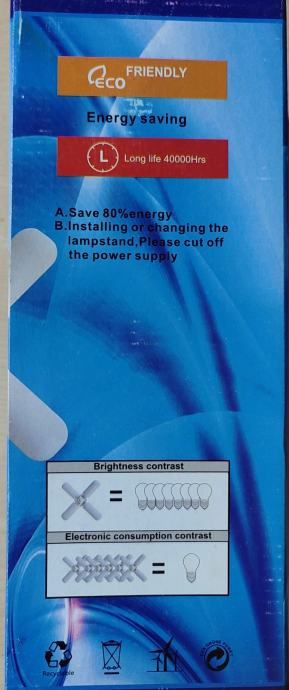 eco FRIENDLY
Energy saving
L Long life 40000Hrs
A.Save 80%energy
B.Installing or changing the
lampstand,Please cut off
the power supply
Brightness contrast
=
Electronic consumption contrast
=
Recyclable